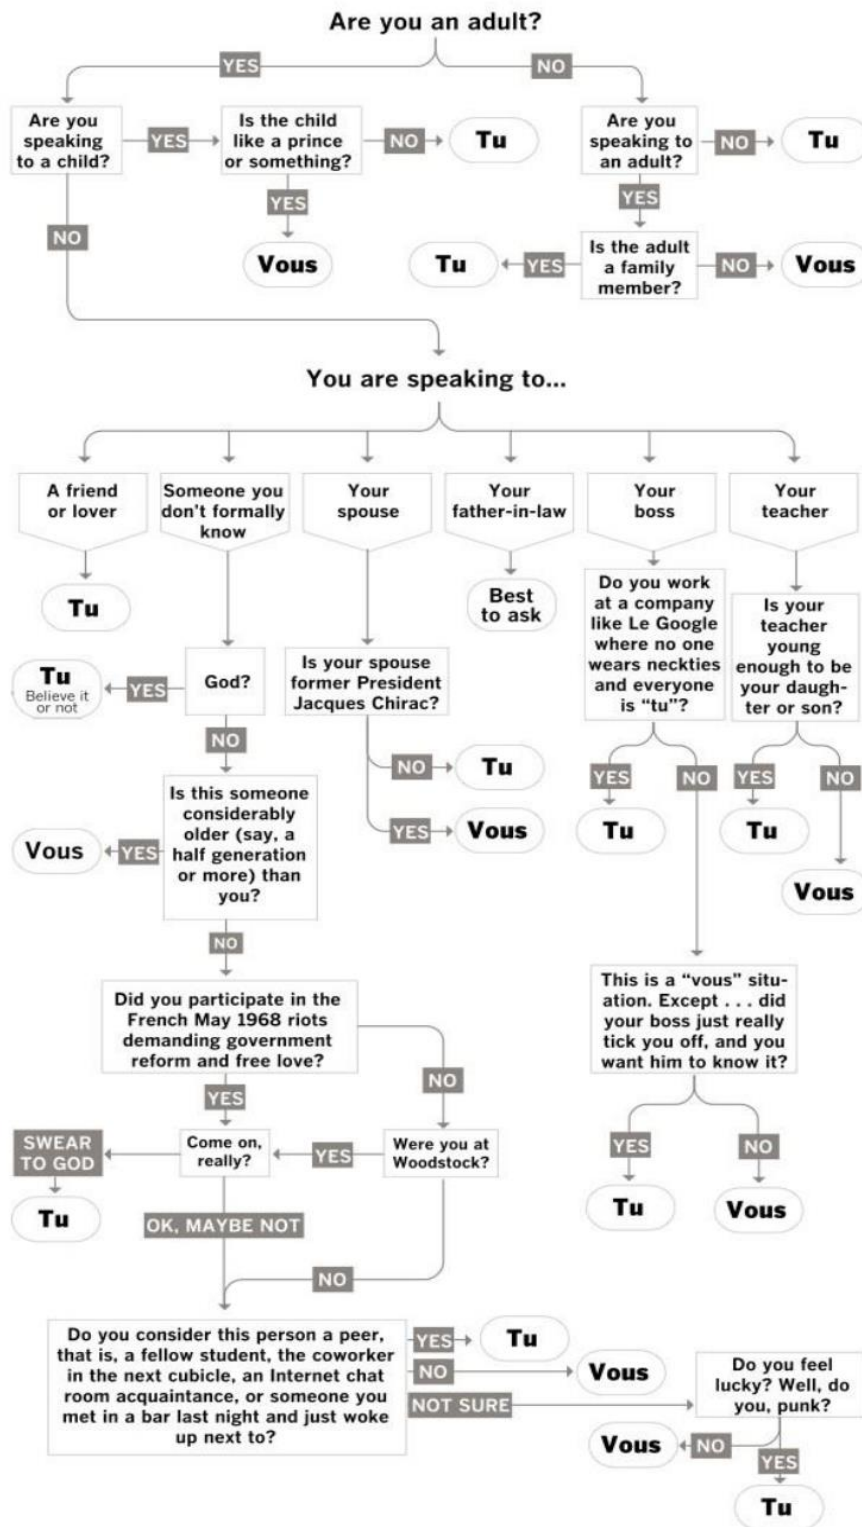 Are you an adult?
YES
NO
Are you
speaking
to a child?
YES
Is the child
like a prince
or something?
NO
Tu
Are you
speaking to
an adult?
NO
Tu
YES
YES
NO
Vous
Tu
YES
Is the adult
a family
member?
NO
Vous
You are speaking to...
A friend
or lover
Someone you
don't formally
know
Your
spouse
Your
father-in-law
Your
boss
Your
teacher
Tu
Best
to ask
Do you work
at a company
like Le Google
where no one
wears neckties
and everyone
is “tu”?
Is your
teacher
young
enough to be
your daugh-
ter or son?
Tu
Believe it
or not
YES
God?
Is your spouse
former President
Jacques Chirac?
NO
NO
Tu
YES
Vous
YES
NO
YES
NO
Tu
Tu
Vous
Vous
YES
Is this someone
considerably
older (say, a
half generation
or more) than
you?
NO
Did you participate in the
French May 1968 riots
demanding government
reform and free love?
This is a “vous” situ-
ation. Except . . . did
your boss just really
tick you off, and you
want him to know it?
YES
NO
SWEAR
TO GOD
Come on,
really?
YES
Were you at
Woodstock?
YES
NO
Tu
Tu
Vous
OK, MAYBE NOT
NO
Do you consider this person a peer,
that is, a fellow student, the coworker
in the next cubicle, an Internet chat
room acquaintance, or someone you
met in a bar last night and just woke
up next to?
YES
Tu
NO
Vous
NOT SURE
Do you feel
lucky? Well, do
you, punk?
Vous
NO
YES
Tu